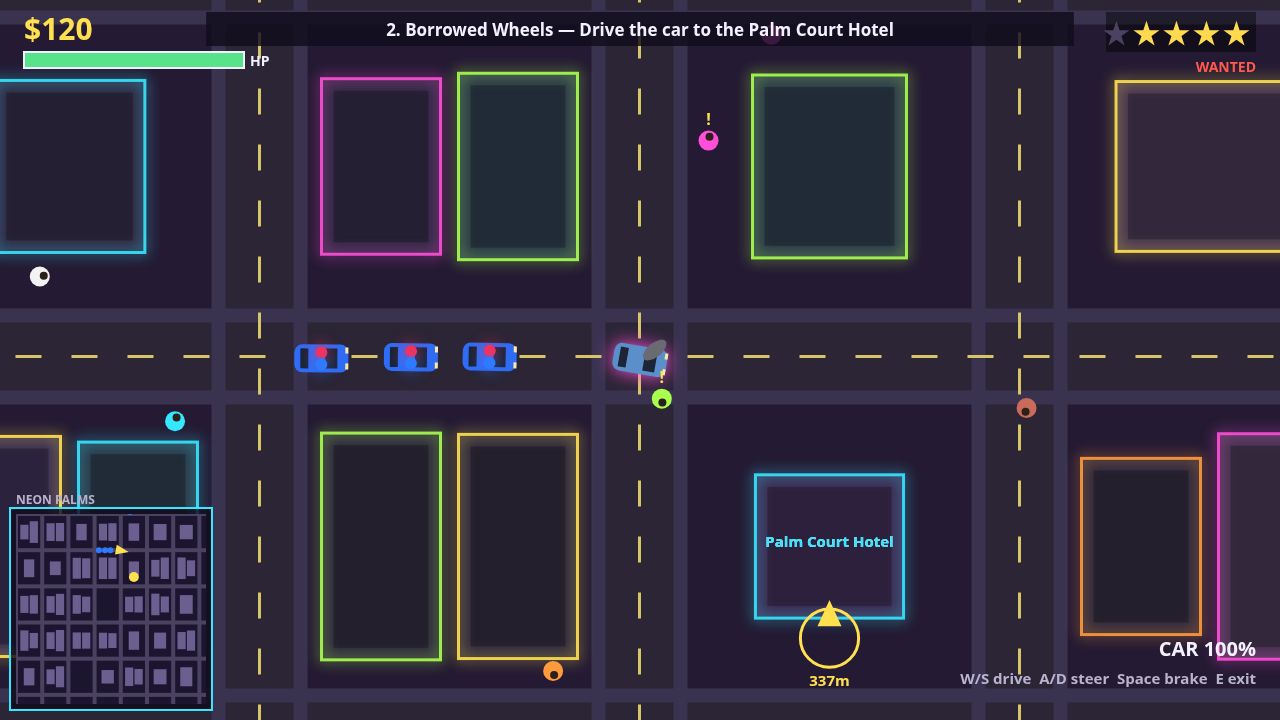 $120
2. Borrowed Wheels — Drive the car to the Palm Court Hotel
HP
WANTED
!
!
NEON PALMS
Palm Court Hotel
337m
CAR 100%
W/S drive A/D steer Space brake E exit